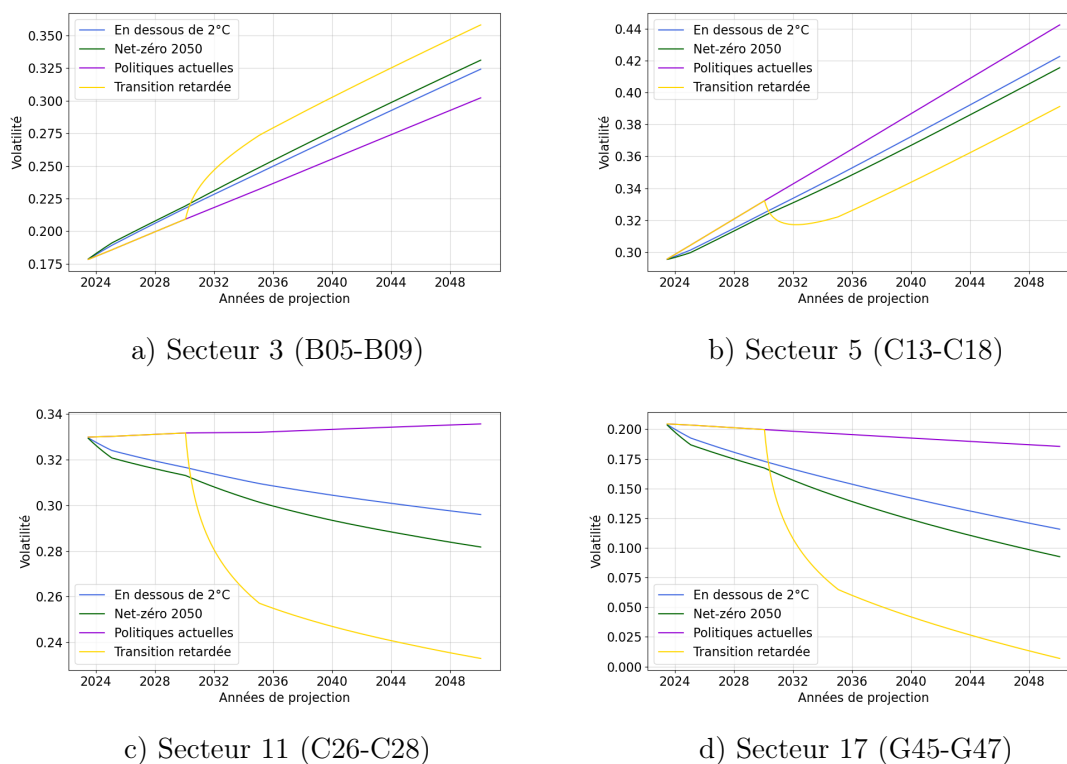 En dessous de 2°C
Net-zéro 2050
Politiques actuelles
Transition retardée
0.350
0.325
0.300
0.275
0.250
0.225
0.200
0.175
Volatilité
2024 2028 2032 2036 2040 2044 2048
Années de projection
a) Secteur 3 (B05-B09)
En dessous de 2°C
Net-zéro 2050
Politiques actuelles
Transition retardée
0.44
0.42
0.40
0.38
0.36
0.34
0.32
0.30
Volatilité
2024 2028 2032 2036 2040 2044 2048
Années de projection
b) Secteur 5 (C13-C18)
0.34
0.32
0.30
0.28
0.26
0.24
Volatilité
En dessous de 2°C
Net-zéro 2050
Politiques actuelles
Transition retardée
2024 2028 2032 2036 2040 2044 2048
Années de projection
c) Secteur 11 (C26-C28)
0.200
0.175
0.150
0.125
0.100
0.075
0.050
0.025
0.000
Volatilité
En dessous de 2°C
Net-zéro 2050
Politiques actuelles
Transition retardée
2024 2028 2032 2036 2040 2044 2048
Années de projection
d) Secteur 17 (G45-G47)